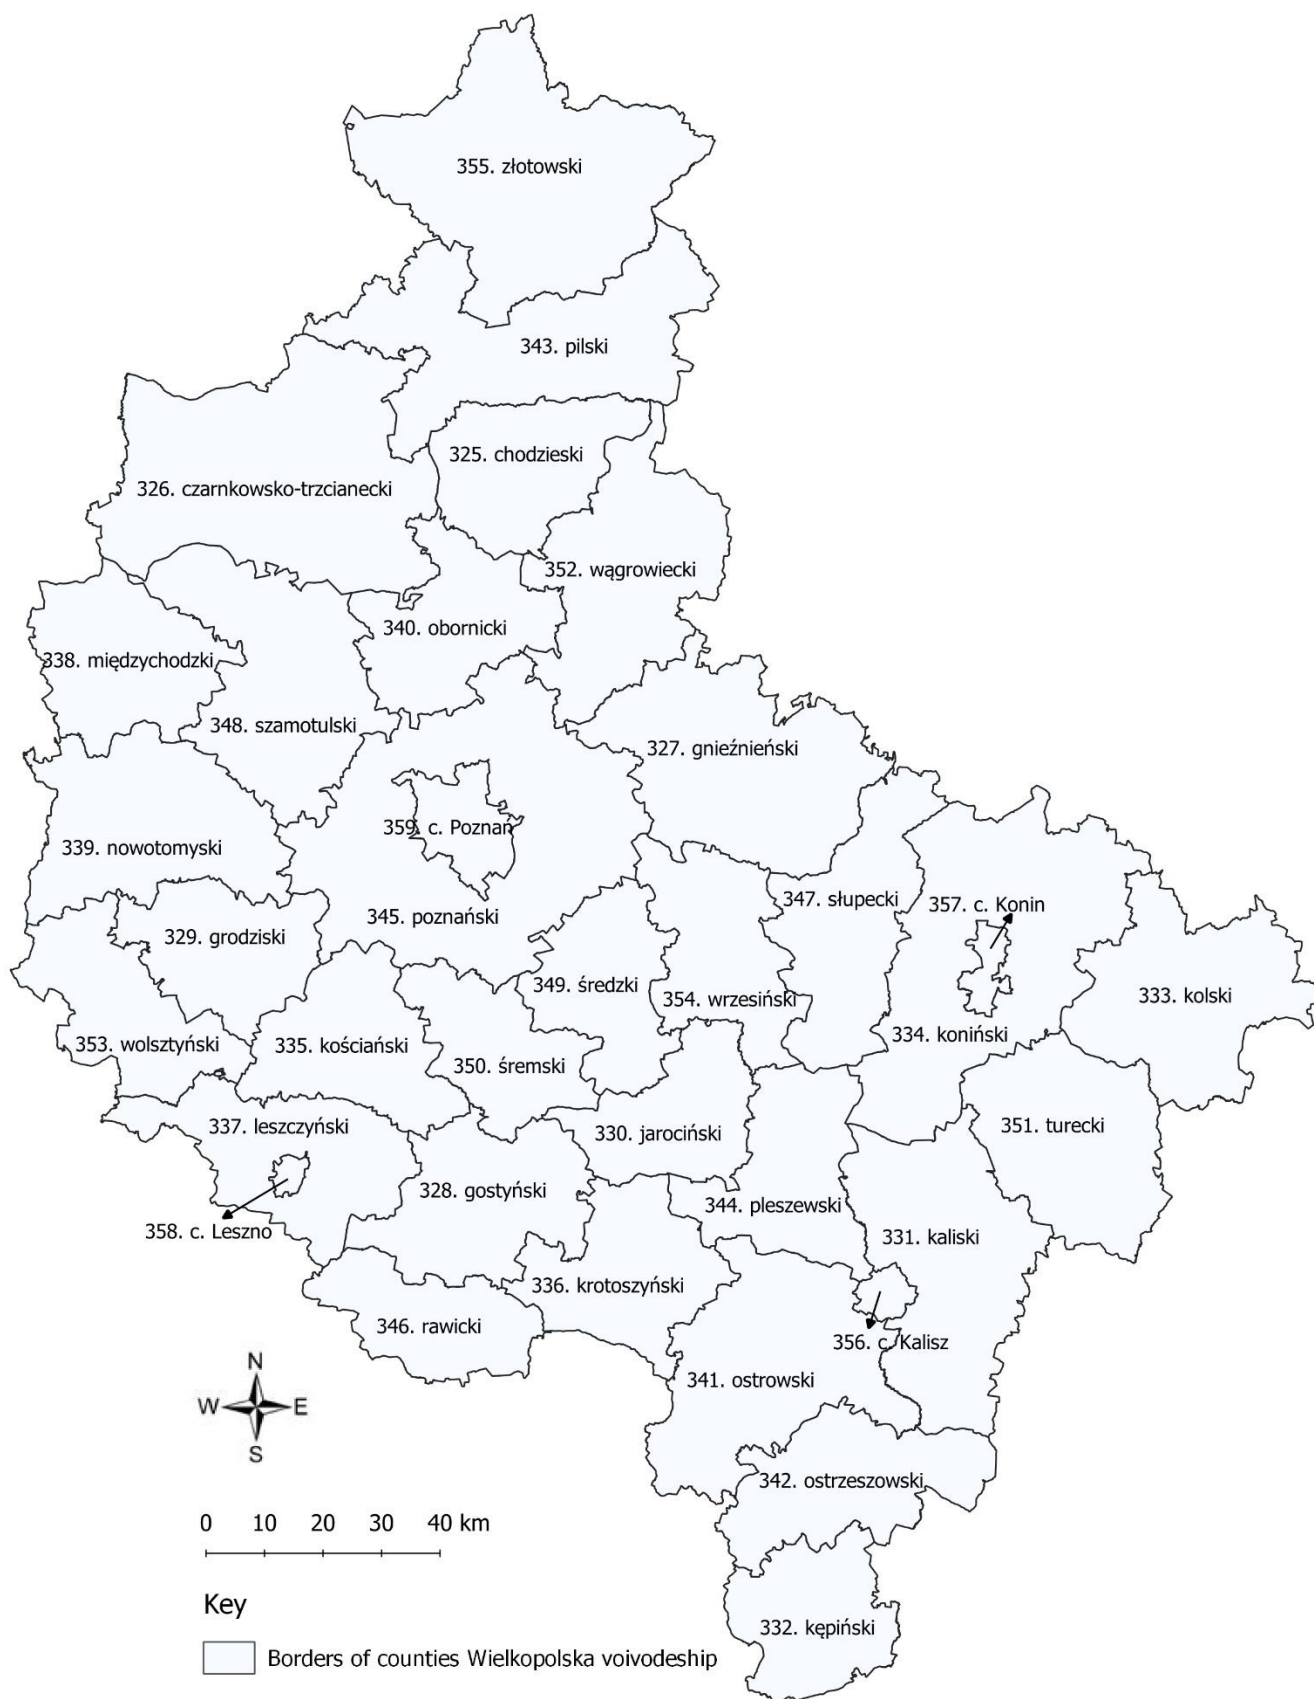 355. złotowski
343. pilski
325. chodzieski
326. czarnkowsko-trzcianecki
352. wągrowiecki
340. obornicki
338. międzychodzki
348. szamotulski
327. gnieźnieński
359. c. Poznań
339. nowotomyski
347. słupecki
357. c. Konin
345. poznański
329. grodziski
349. średzki
354. wrzesiński
333. kolski
334. koniński
353. wolsztyński
335. kościański
350. śremski
337. leszczyński
330. jarociński
351. turecki
328. gostyński
344. pleszewski
358. c. Leszno
331. kaliski
336. krotoszyński
346. rawicki
356. c. Kalisz
341. ostrowski
N
W E
S
342. ostrzeszowski
0 10 20 30 40 km
Key
332. kępiński
Borders of counties Wielkopolska voivodeship